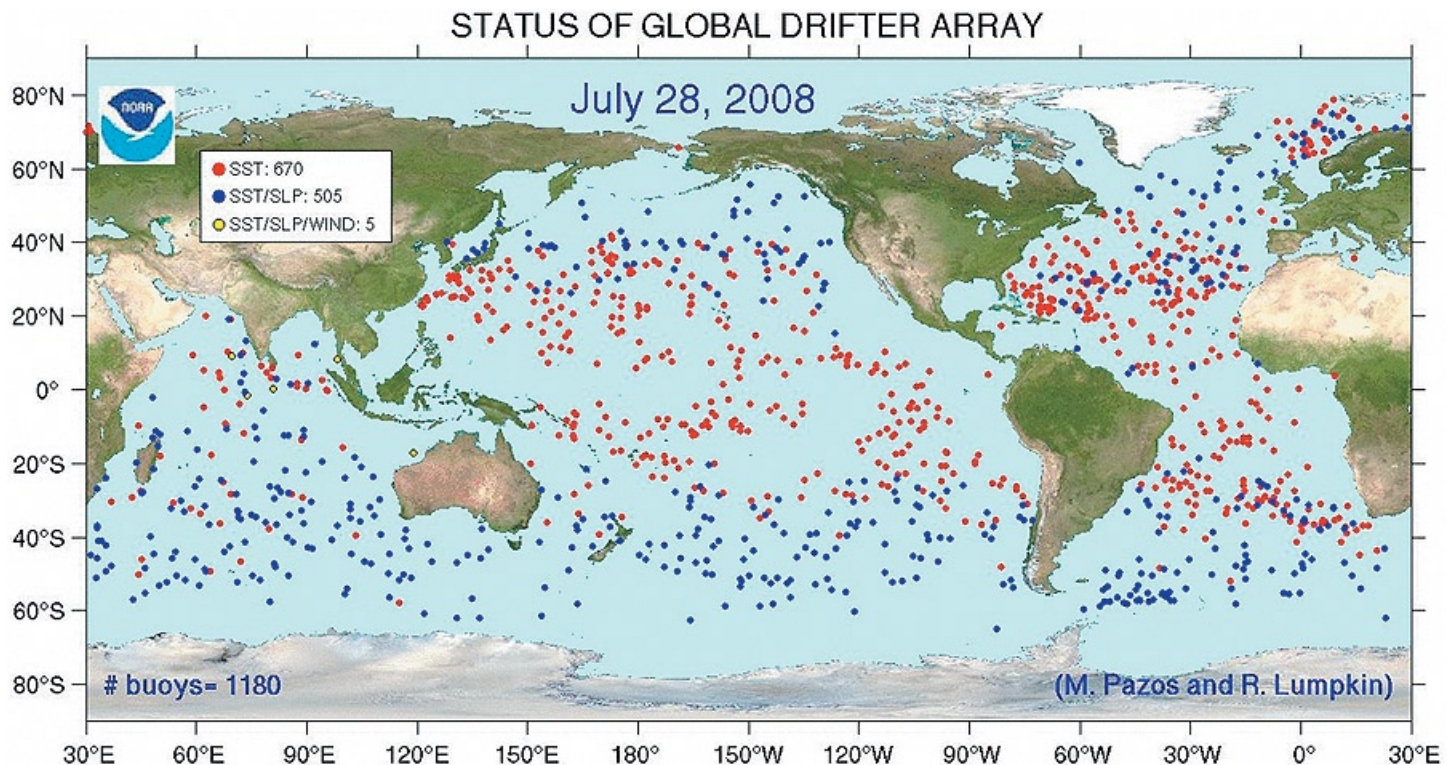 STATUS OF GLOBAL DRIFTER ARRAY
July 28, 2008
NOAA
SST: 670
SST/SLP: 505
SST/SLP/WIND: 5
80°N
60°N
40°N
20°N
0°
20°S
40°S
60°S
80°S
# buoys= 1180
(M. Pazos and R. Lumpkin)
30°E 60°E 90°E 120°E 150°E 180° 150°W 120°W 90°W 60°W 30°W 0° 30°E